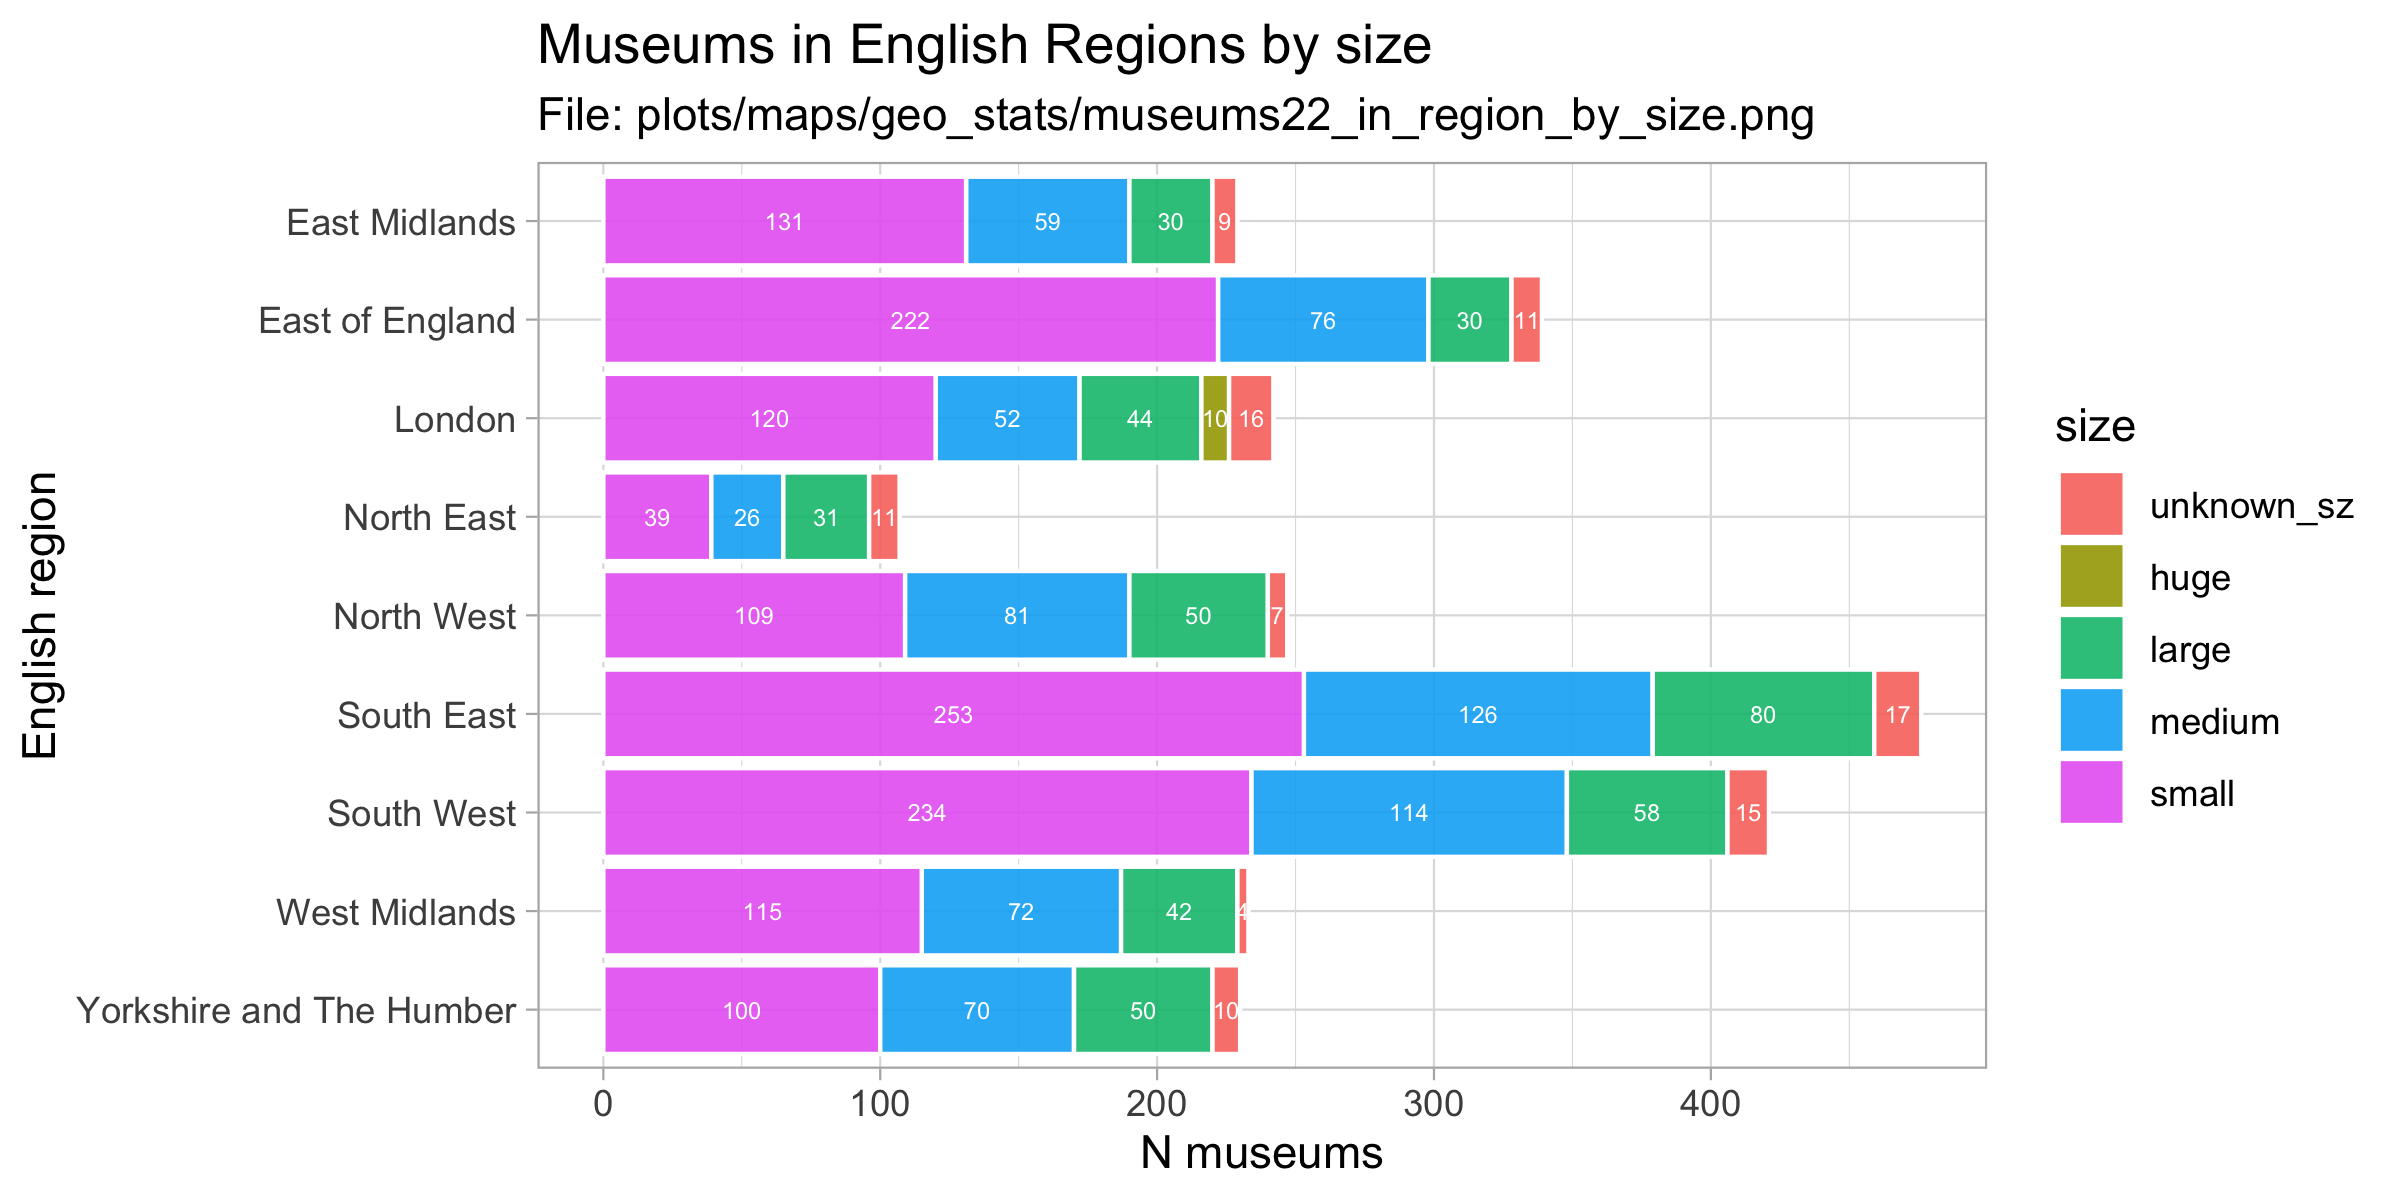 Museums in English Regions by size
File: plots/maps/geo_stats/museums22_in_region_by_size.png
English region
East Midlands 131 59 30 9
East of England 222 76 30 11
London 120 52 44 10 16
North East 39 26 31 11
North West 109 81 50 7
South East 253 126 80 17
South West 234 114 58 15
West Midlands 115 72 42 4
Yorkshire and The Humber 100 70 50 10
0 100 200 300 400
N museums
size
unknown_sz
huge
large
medium
small